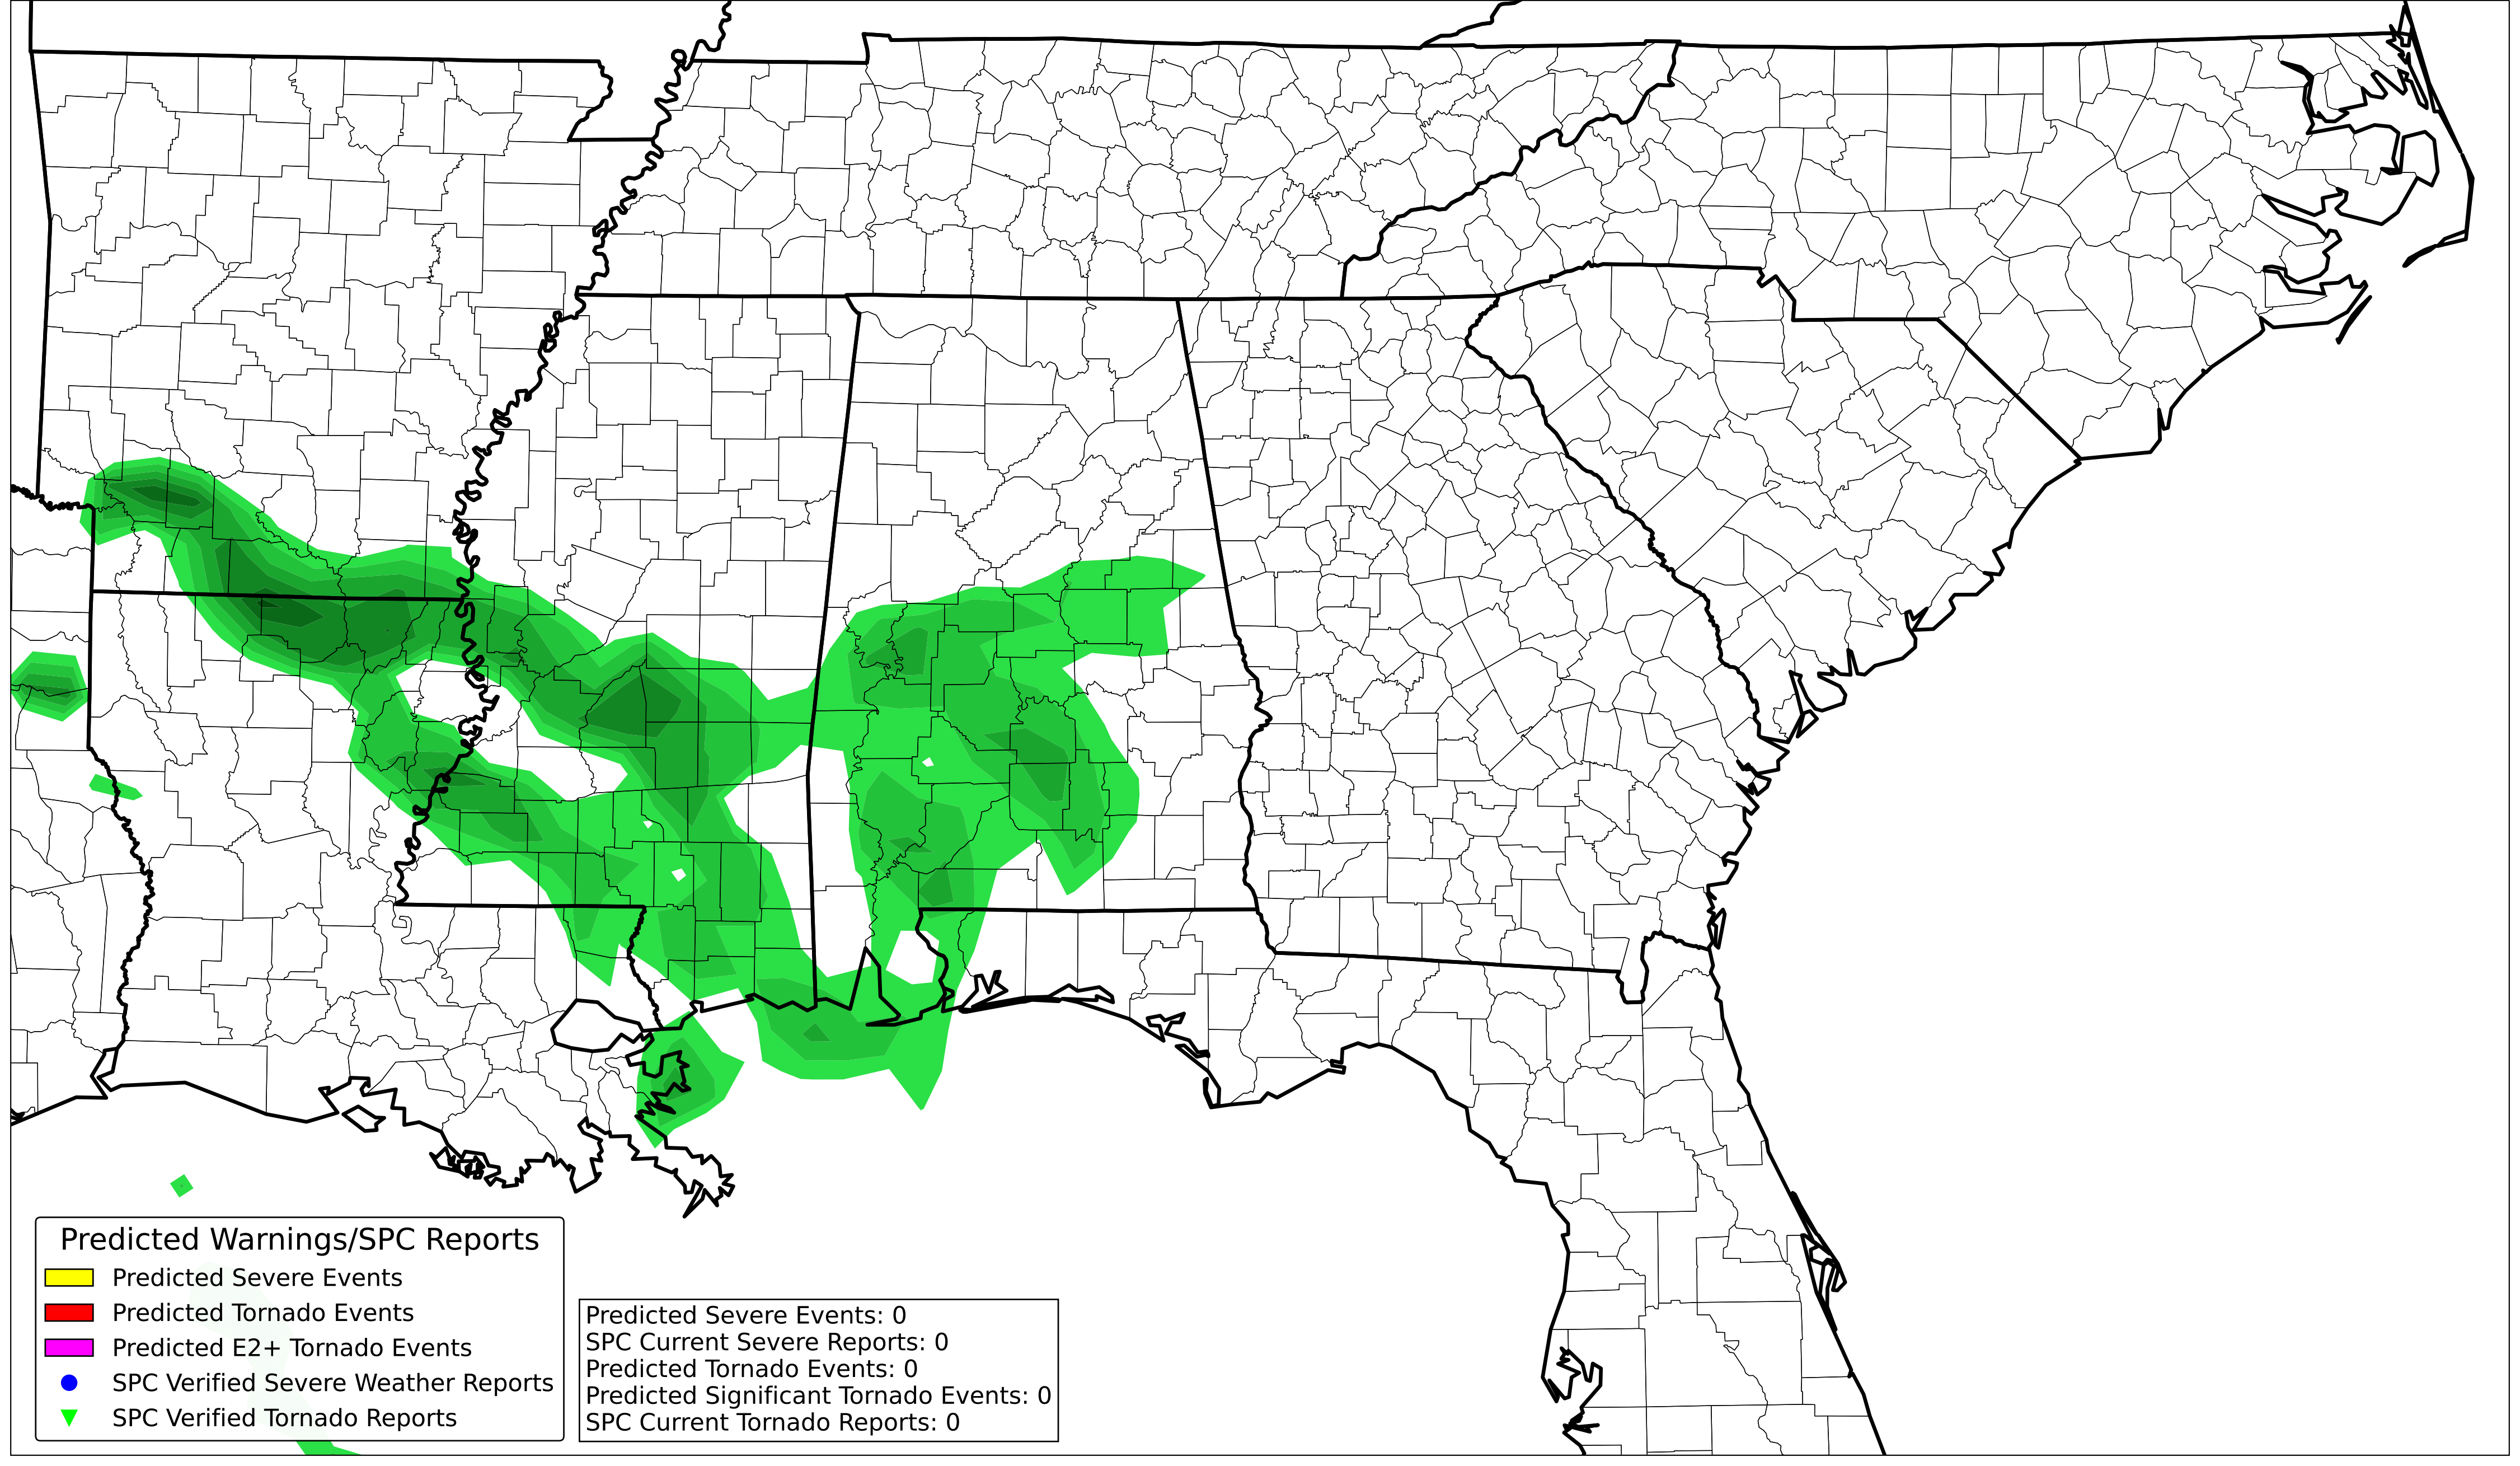 Predicted Warnings/SPC Reports
Predicted Severe Events
Predicted Tornado Events
Predicted E2+ Tornado Events
SPC Verified Severe Weather Reports
SPC Verified Tornado Reports
Predicted Severe Events: 0
SPC Current Severe Reports: 0
Predicted Tornado Events: 0
Predicted Significant Tornado Events: 0
SPC Current Tornado Reports: 0